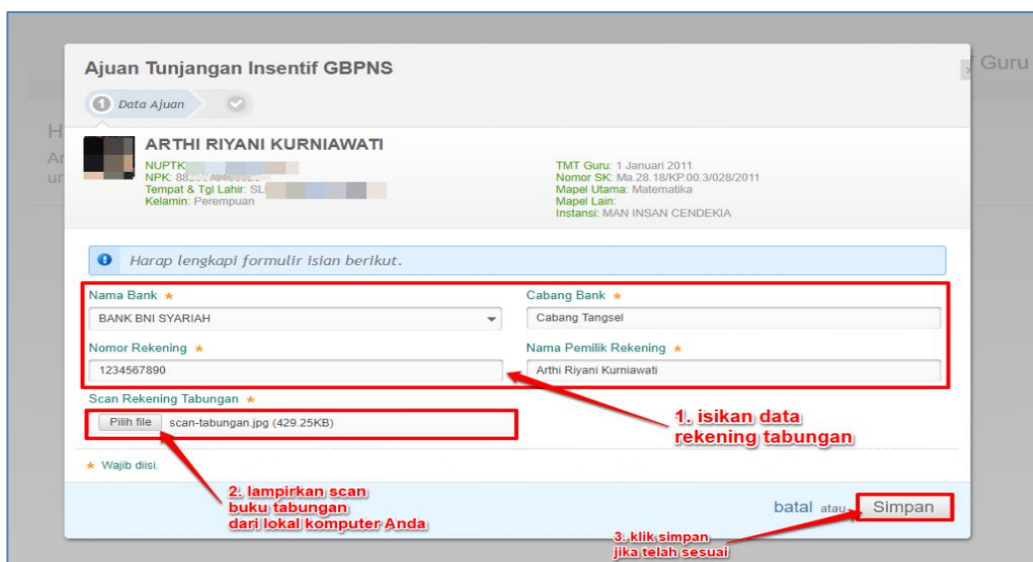 f Guru
Ajuan Tunjangan Insentif GBPNS
1 Data Ajuan
H
Ar
ur
ARTHI RIYANI KURNIAWATI
NUPTK
NPK: 88
Tempat & Tgl Lahir: SL
Kelamin: Perempuan
TMT Guru: 1 Januari 2011
Nomor SK: Ma.28.18/KP.00.3/028/2011
Mapel Utama: Matematika
Mapel Lain:
Instansi: MAN INSAN CENDEKIA
Harap lengkapi formulir isian berikut.
Nama Bank *
Cabang Bank *
BANK BNI SYARIAH
Cabang Tangsel
Nomor Rekening *
Nama Pemilik Rekening *
1234567890
Arthi Riyani Kurniawati
Scan Rekening Tabungan *
Pilih file scan-tabungan.jpg (429.25KB)
1. isikan data
rekening tabungan
* Wajib diisi.
2. lampirkan scan
buku tabungan
dari lokal komputer Anda
batal atau Simpan
3. klik simpan
jika telah sesuai